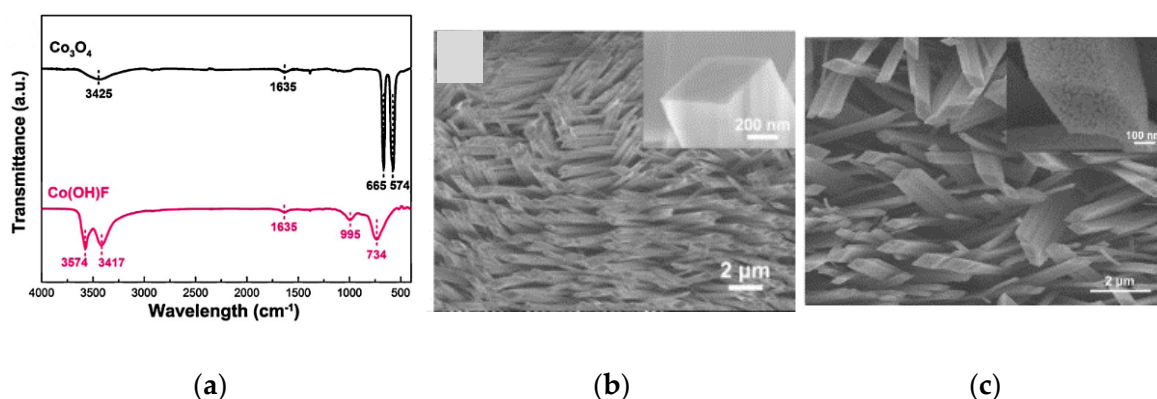 Co₃O₄
3425
1635
665 574
Co(OH)F
3574
3417
1635
995
734
Transmittance (a.u.)
4000 3500 3000 2500 2000 1500 1000 500
Wavelength (cm⁻¹)
200 nm
2 μm
100 nm
2 μm
(a) (b) (c)